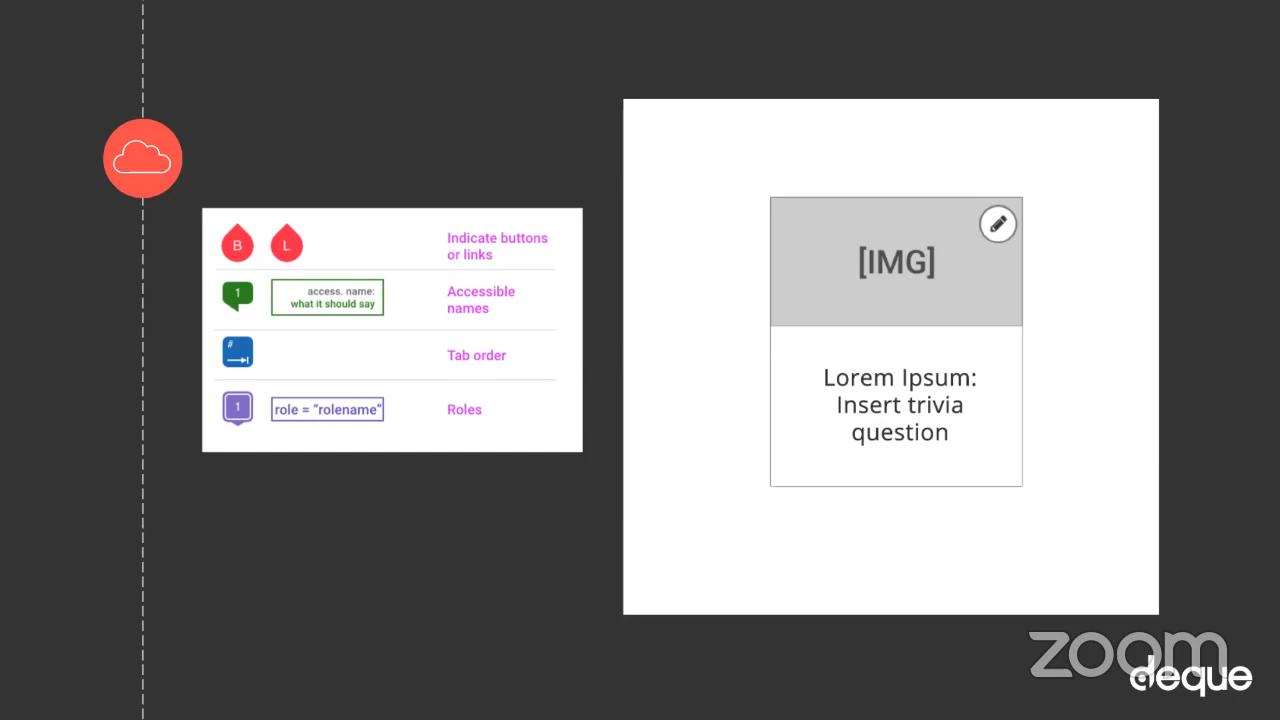 B L Indicate buttons
or links
1 access. name:
what it should say
Accessible
names
#
Tab order
1 role = “rolename” Roles
[IMG]
Lorem Ipsum:
Insert trivia
question
zoom
deque